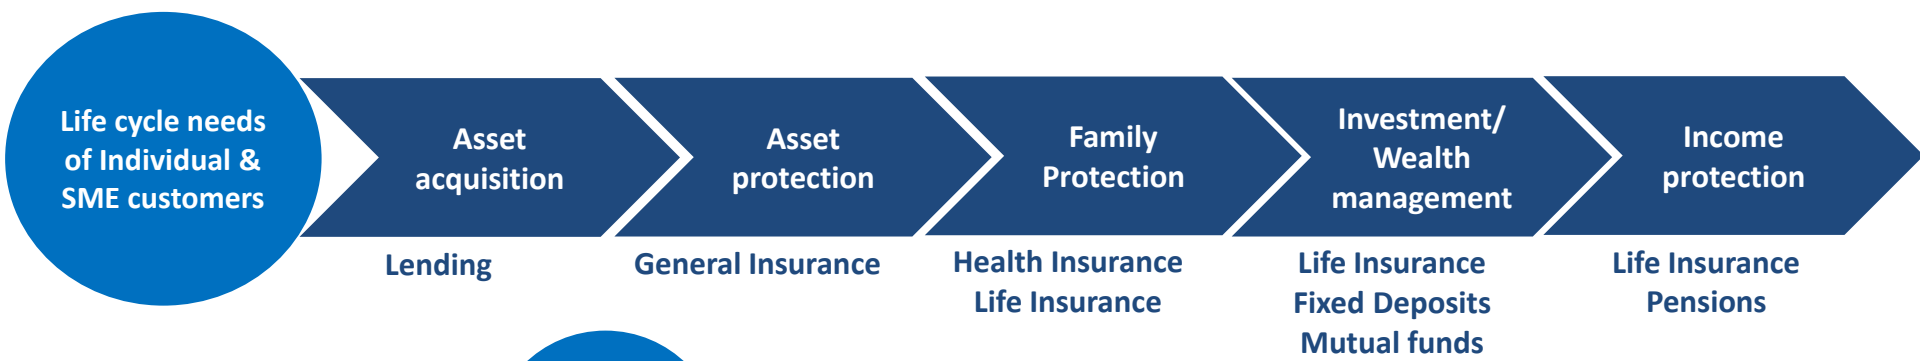 Life cycle needs
of Individual &
SME customers
Asset
acquisition
Asset
protection
Family
Protection
Investment/
Wealth
management
Income
protection
Lending
General Insurance
Health Insurance
Life Insurance
Life Insurance
Fixed Deposits
Mutual funds
Life Insurance
Pensions